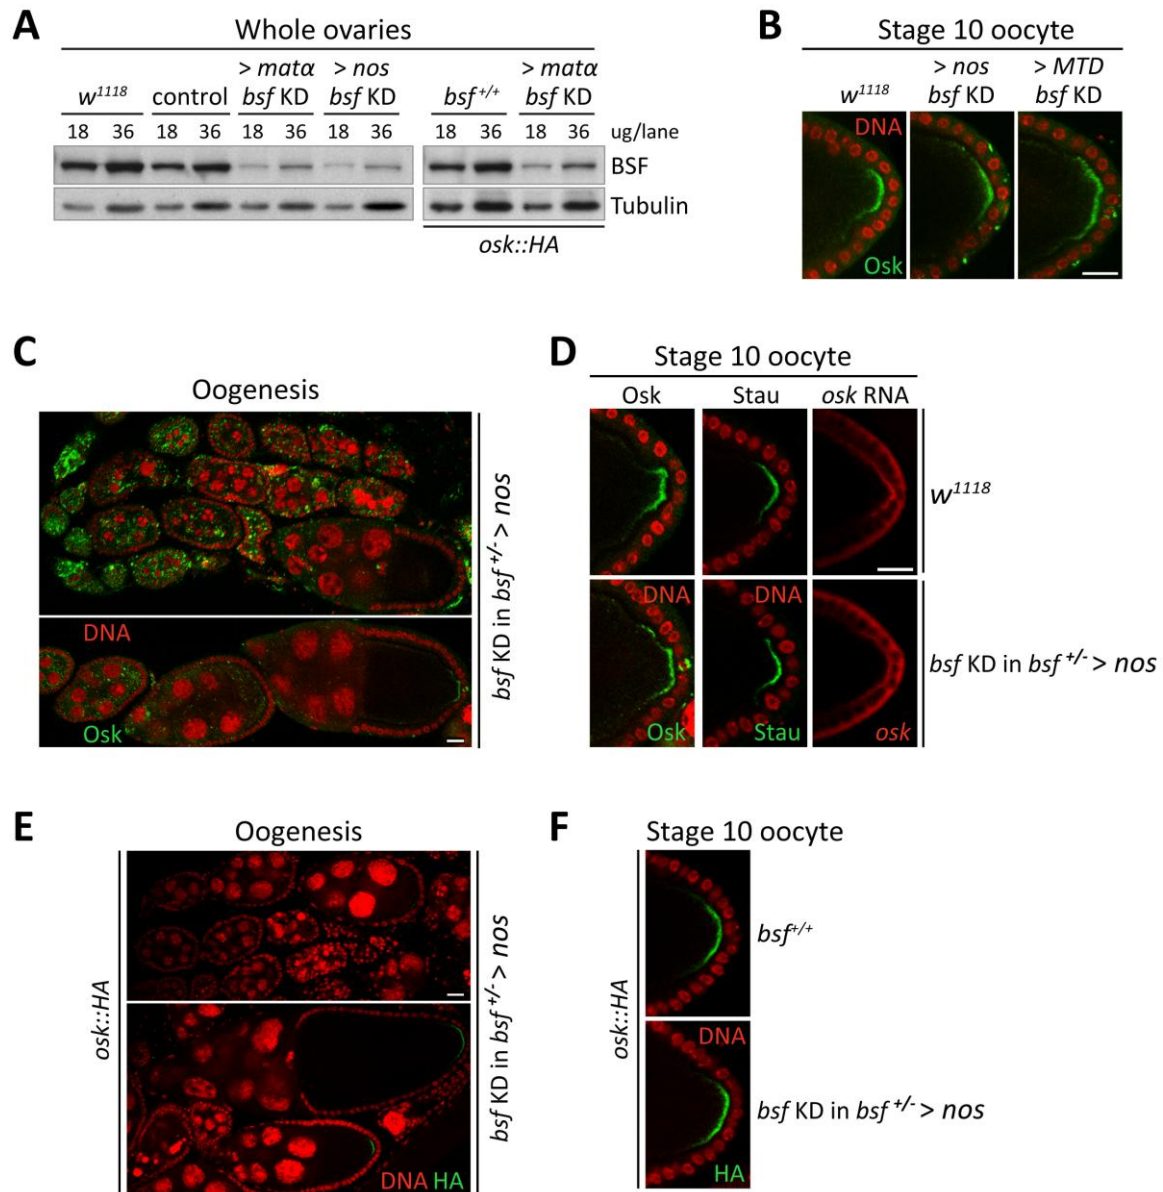 A
Whole ovaries
w1118 control > matα bsf KD > nos bsf KD bsf+/+ > matα bsf KD
18 36 18 36 18 36 18 36 18 36 18 36 ug/lane
BSF
Tubulin
osk::HA
B
Stage 10 oocyte
w1118 > nos bsf KD > MTD bsf KD
DNA
Osk
C
Oogenesis
DNA
Osk
bsf KD in bsf +/- > nos
D
Stage 10 oocyte
Osk Stau osk RNA
w1118
DNA DNA
Osk Stau osk
bsf KD in bsf +/- > nos
E
Oogenesis
osk::HA
DNA HA
bsf KD in bsf +/- > nos
F
Stage 10 oocyte
osk::HA
bsf+/+
DNA
HA
bsf KD in bsf +/- > nos